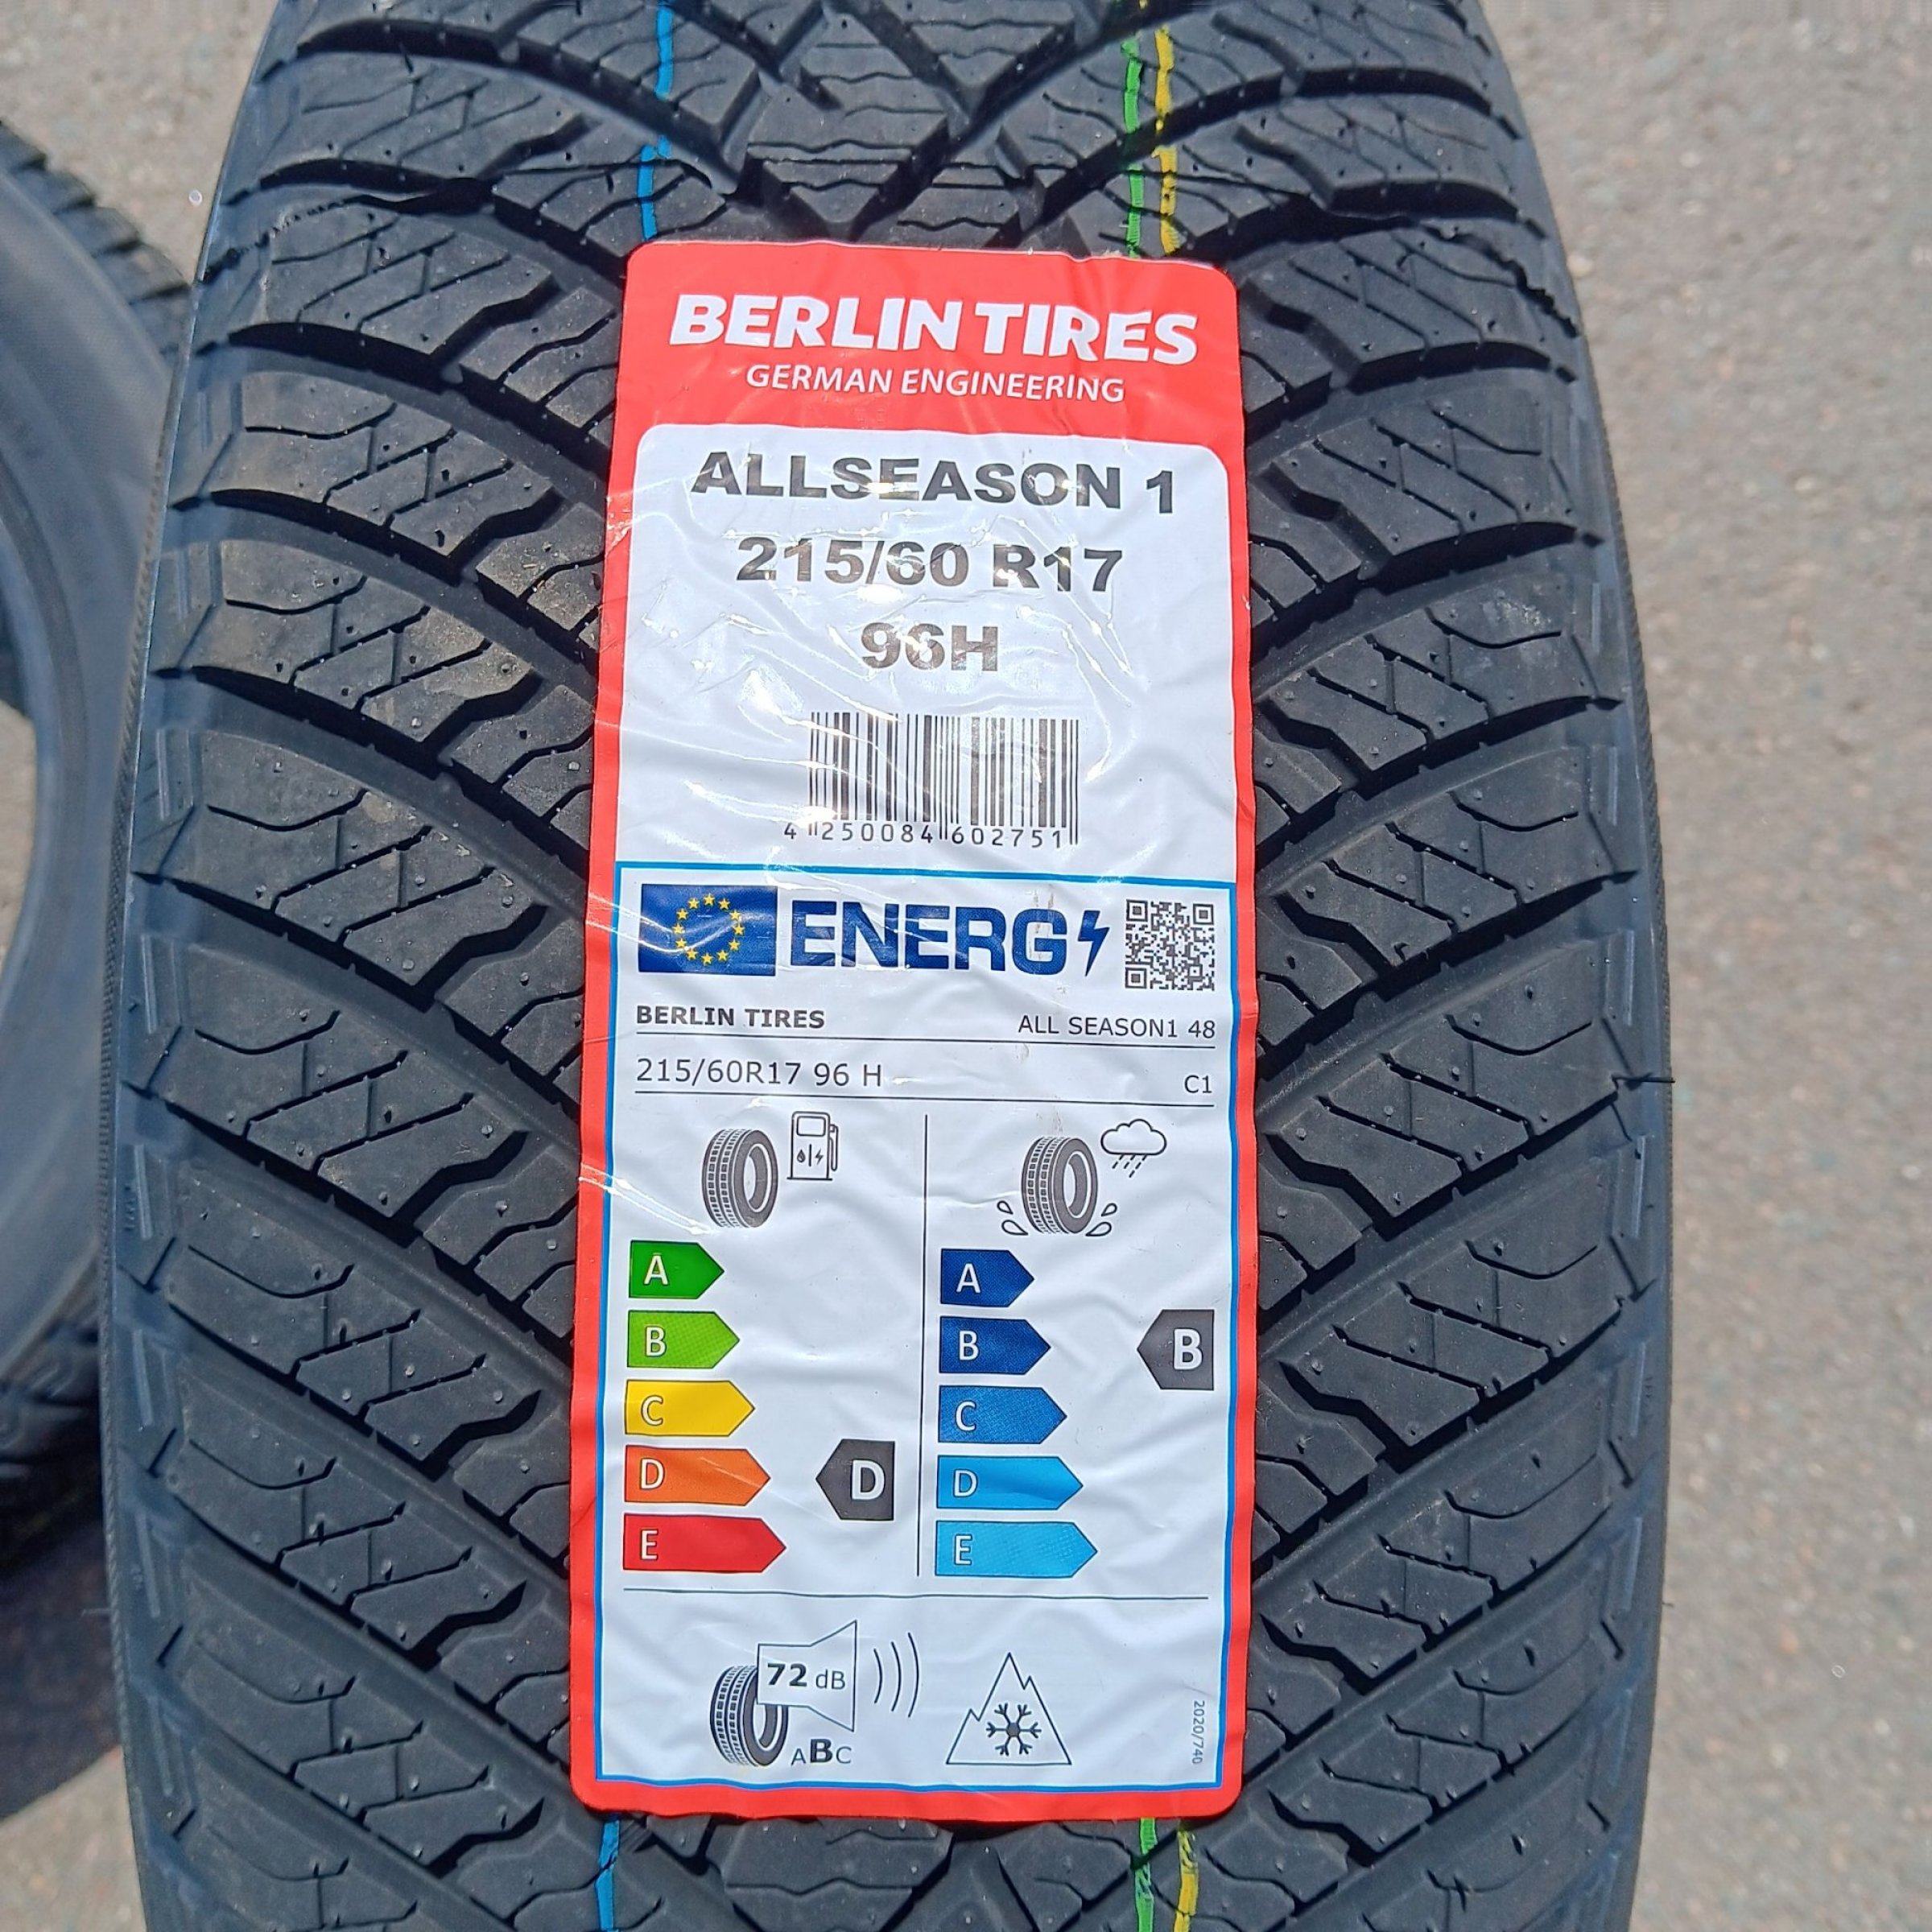 BERLIN TIRES
GERMAN ENGINEERING
ALLSEASON 1
215/60 R17
96H
4 250084 602751
ENERG
BERLIN TIRES ALL SEASON1 48
215/60R17 96 H C1
A A
B B B
C C
D D D
E E
72 dB
ABC
2020/740